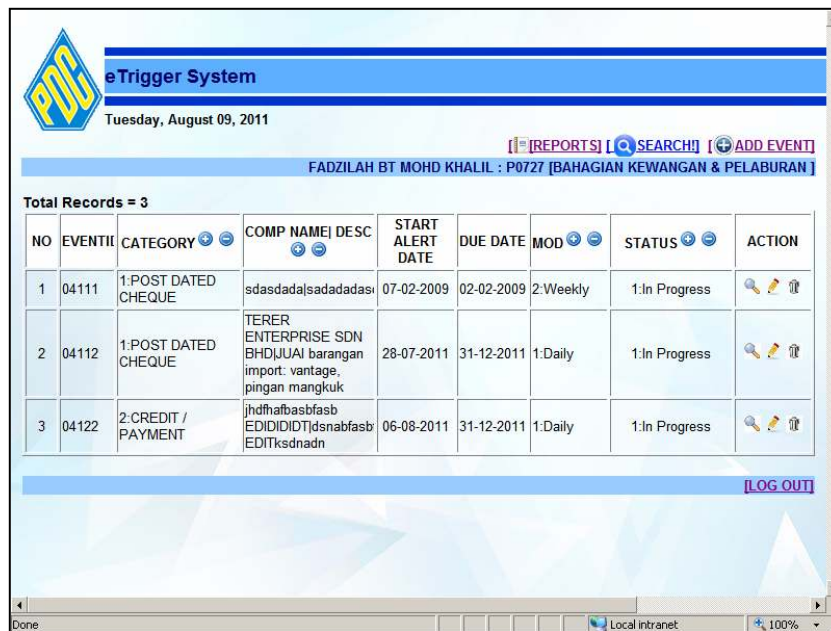 PDC
eTrigger System
Tuesday, August 09, 2011
[[REPORTS] [SEARCH!] [ADD EVENT]
FADZILAH BT MOHD KHALIL : P0727 [BAHAGIAN KEWANGAN & PELABURAN ]
Total Records = 3
NO EVENTI CATEGORY COMP NAME| DESC START ALERT DATE DUE DATE MOD STATUS ACTION
1 04111 1:POST DATED CHEQUE sdasdada|sadadadas 07-02-2009 02-02-2009 2:Weekly 1:In Progress
2 04112 1:POST DATED CHEQUE TERER ENTERPRISE SDN BHD|JUAI barangan import: vantage, pingan mangkuk 28-07-2011 31-12-2011 1:Daily 1:In Progress
3 04122 2:CREDIT / PAYMENT jhdfhafbasbfasb EDIDIDIDT|dsnabfasb EDITksdnadn 06-08-2011 31-12-2011 1:Daily 1:In Progress
[LOG OUT]
Done Local intranet 100%